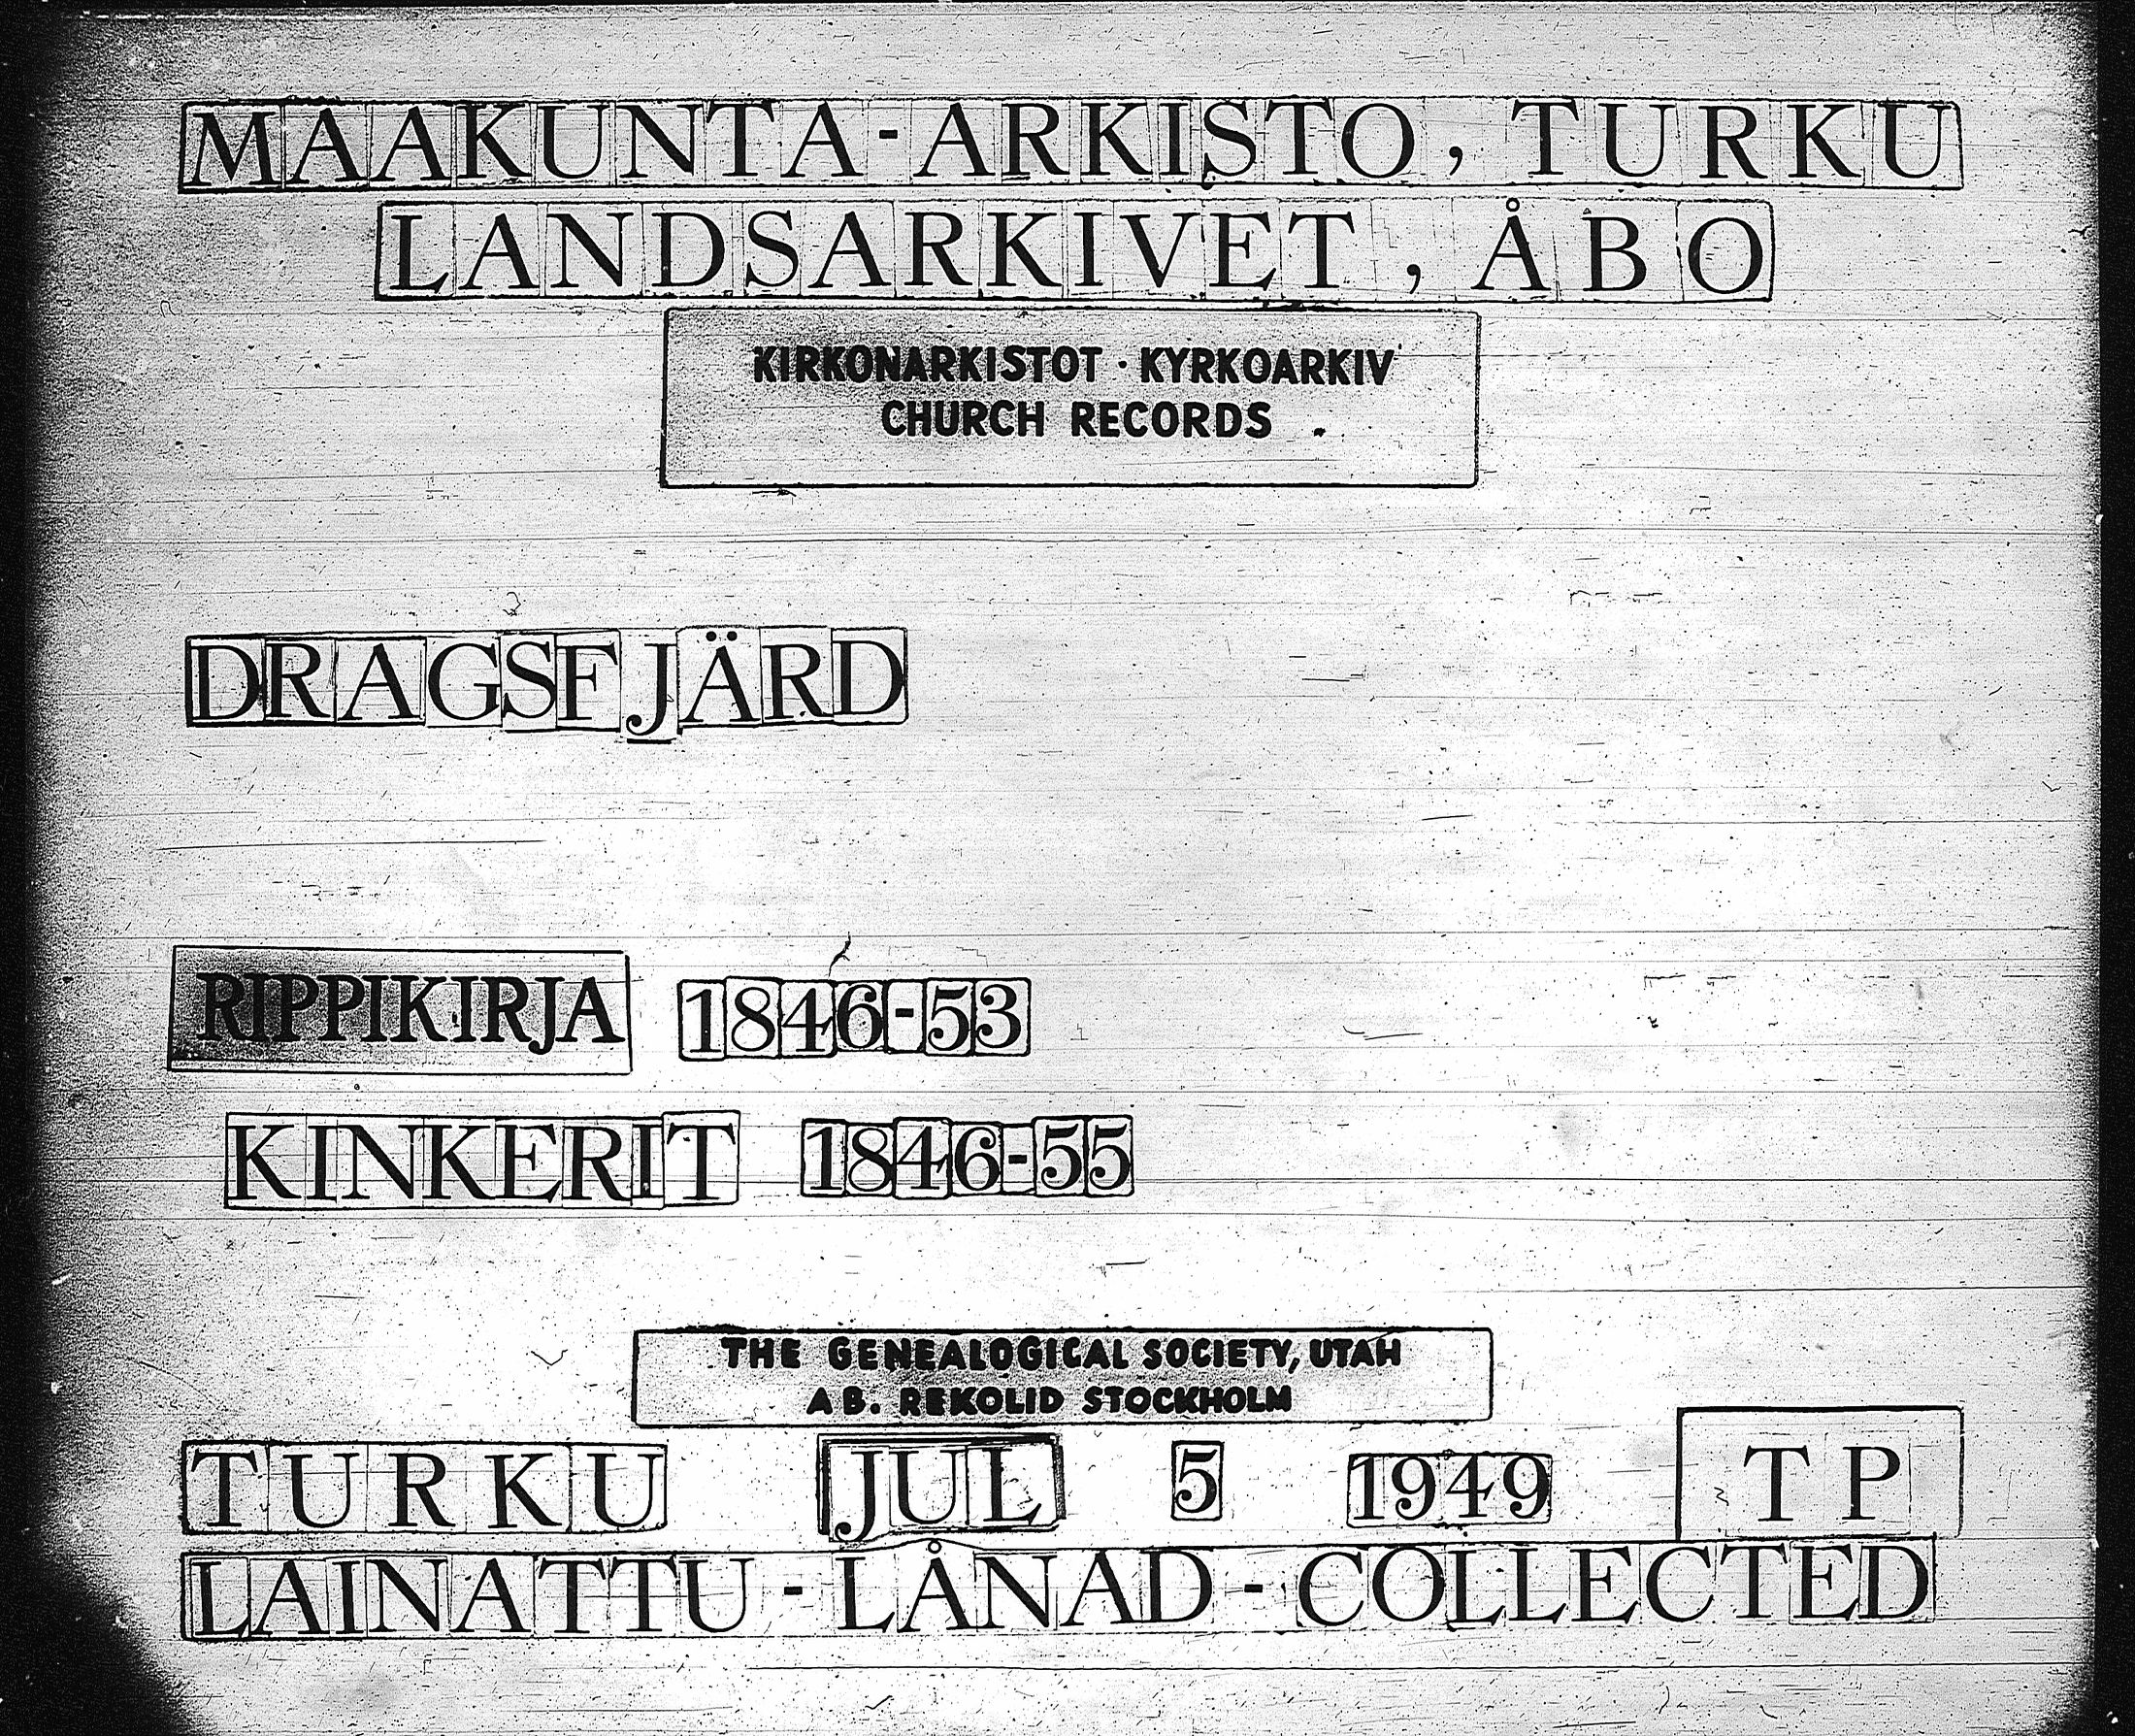 MAAKUNTA-ARKISTO, TURKU
LANDSARKIVET, ÅBO
KIRKONARKISTOT · KYRKOARKIV
CHURCH RECORDS
DRAGSFJÄRD
RIPPIKIRJA 1846-53
KINKERIT 1846-55
THE GENEALOGICAL SOCIETY, UTAH
AB. REKOLID STOCKHOLM
TURKU JUL 5 1949 TP
LAINATTU - LÅNAD - COLLECTED